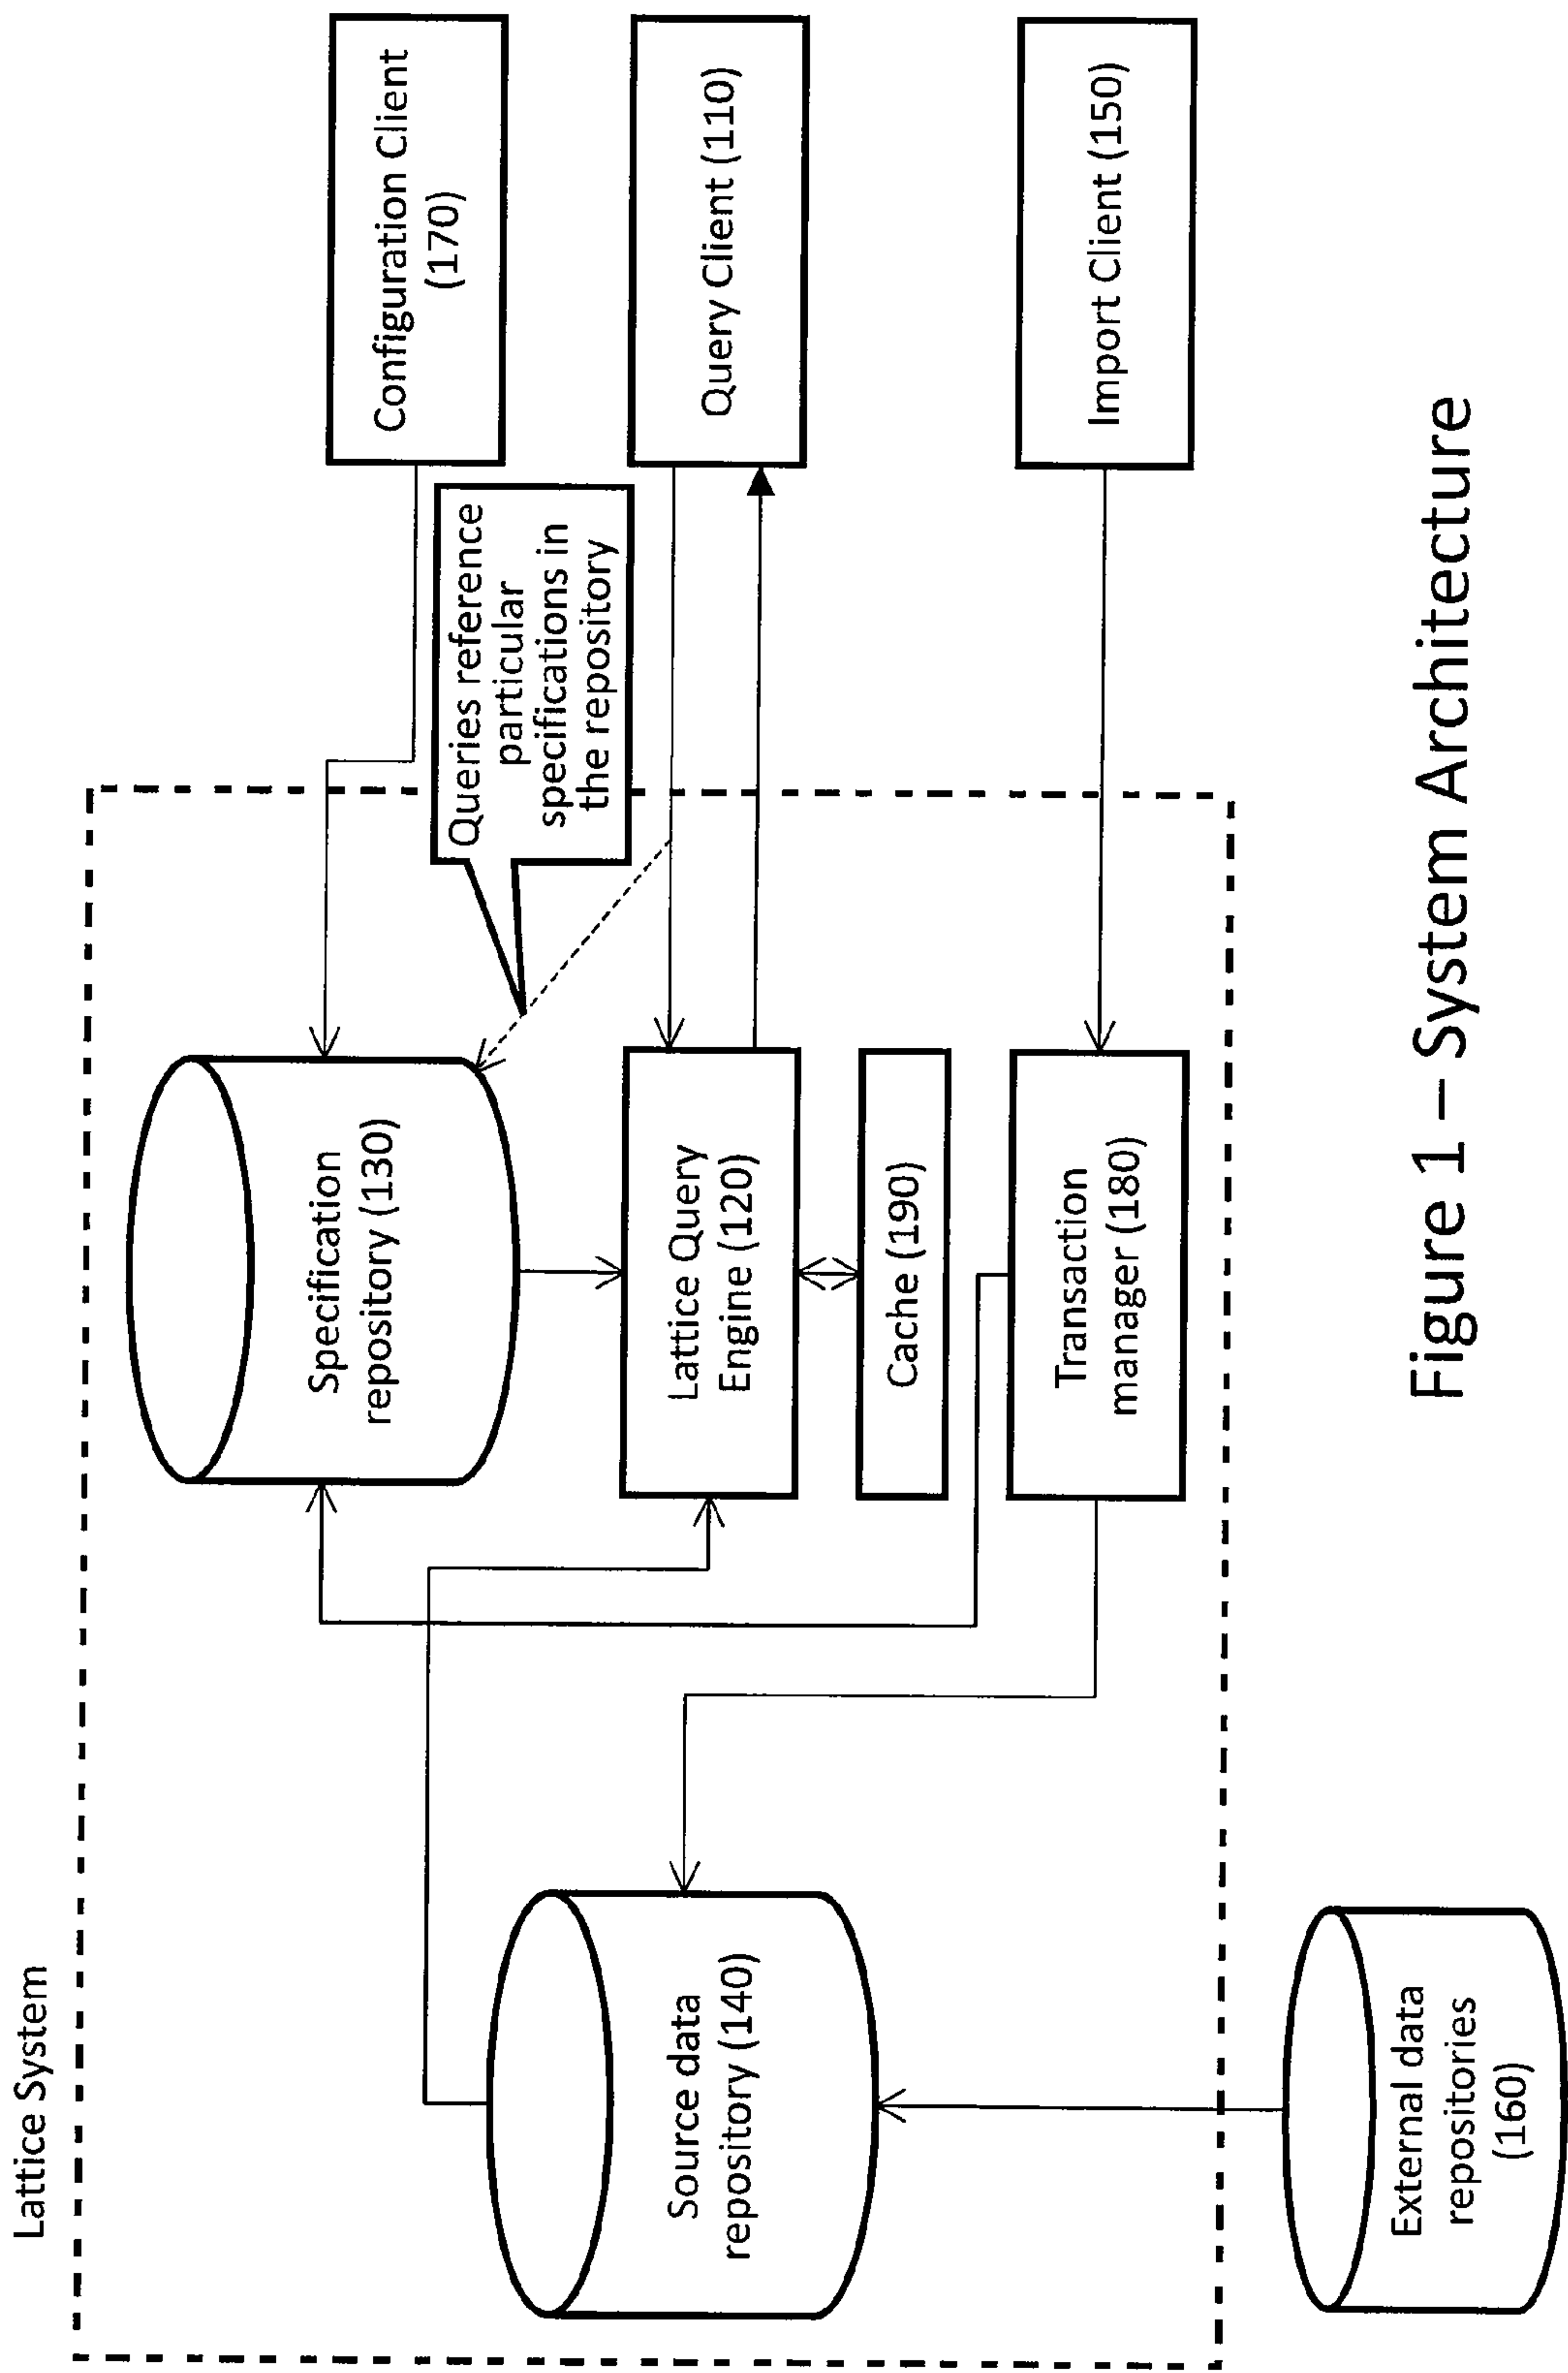 Lattice System
Source data
repository (140)
External data
repositories
(160)
Specification
repository (130)
Lattice Query
Engine (120)
Cache (190)
Transaction
manager (180)
Queries reference
particular
specifications in
the repository
Configuration Client
(170)
Query Client (110)
Import Client (150)
Figure 1 – System Architecture